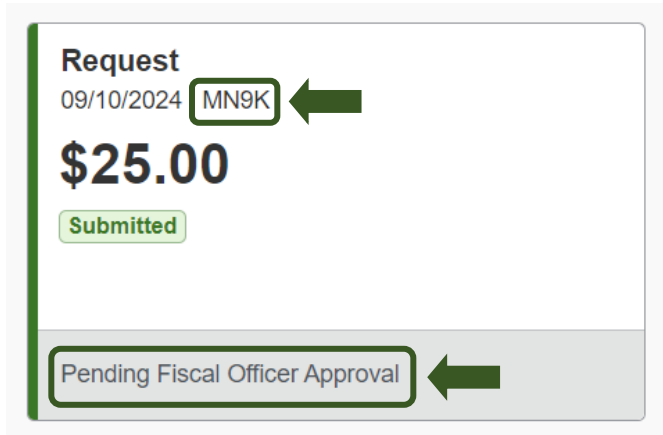 Request
09/10/2024 MN9K
$25.00
Submitted
Pending Fiscal Officer Approval